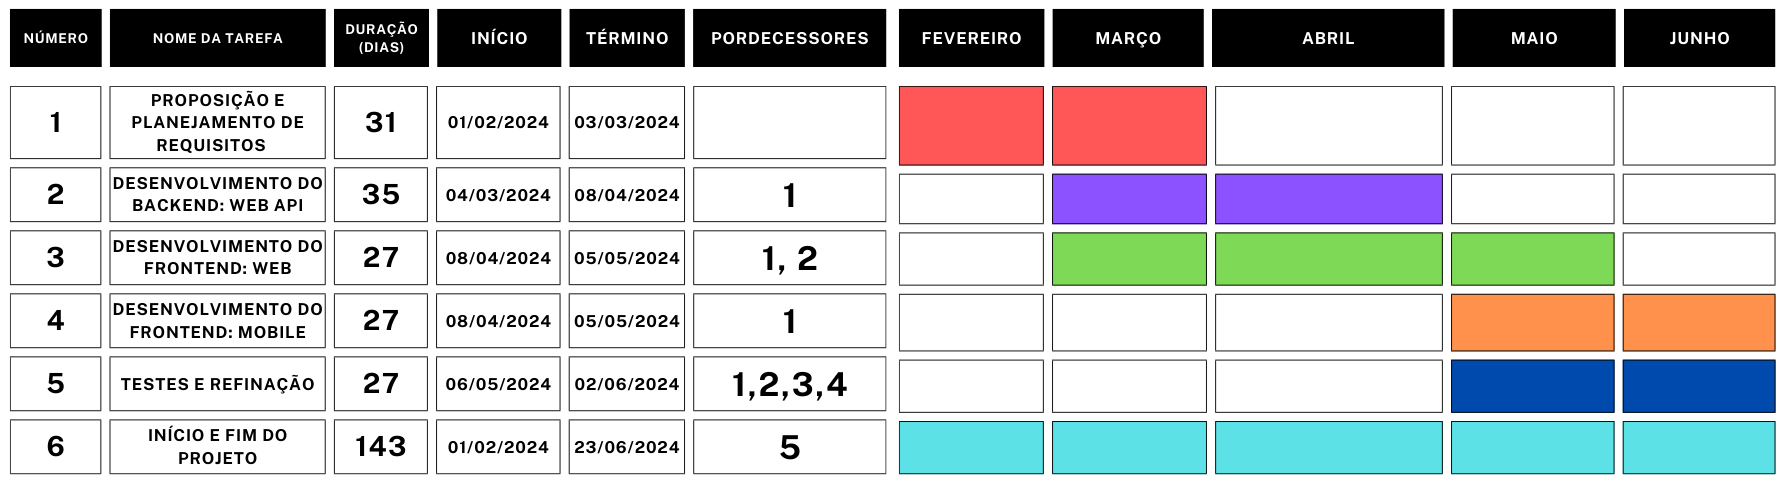 NÚMERO NOME DA TAREFA DURAÇÃO (DIAS) INÍCIO TÉRMINO PORDECESSORES FEVEREIRO MARÇO ABRIL MAIO JUNHO
1 PROPOSIÇÃO E PLANEJAMENTO DE REQUISITOS 31 01/02/2024 03/03/2024
2 DESENVOLVIMENTO DO BACKEND: WEB API 35 04/03/2024 08/04/2024 1
3 DESENVOLVIMENTO DO FRONTEND: WEB 27 08/04/2024 05/05/2024 1, 2
4 DESENVOLVIMENTO DO FRONTEND: MOBILE 27 08/04/2024 05/05/2024 1
5 TESTES E REFINAÇÃO 27 06/05/2024 02/06/2024 1,2,3,4
6 INÍCIO E FIM DO PROJETO 143 01/02/2024 23/06/2024 5